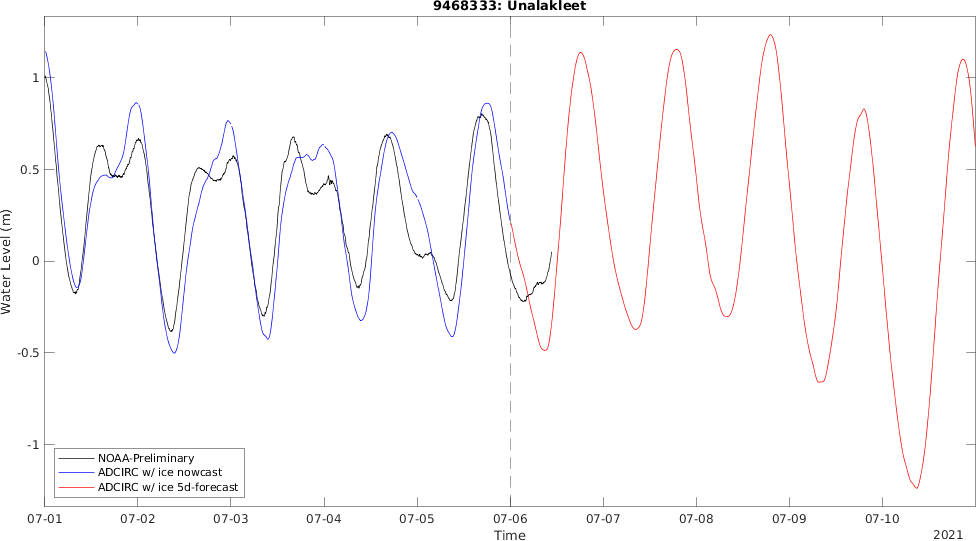 9468333: Unalakleet
Water Level (m)
1
0.5
0
-0.5
-1
NOAA-Preliminary
ADCIRC w/ ice nowcast
ADCIRC w/ ice 5d-forecast
07-01 07-02 07-03 07-04 07-05 07-06 07-07 07-08 07-09 07-10
Time
2021